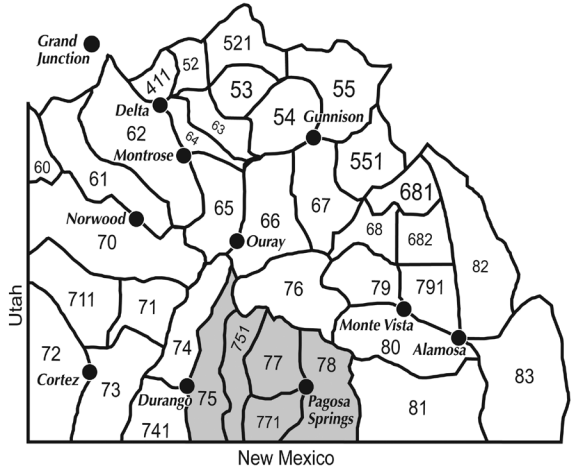 Grand
Junction
521
52
411
53
55
Delta
54
Gunnison
62
64
63
Montrose
551
60
61
681
Norwood
65
66
67
68
682
70
Ouray
82
711
71
76
79
791
Utah
Monte Vista
72
74
751
77
78
80
Alamosa
Cortez
73
83
Durango
75
Pagosa
Springs
81
741
771
New Mexico